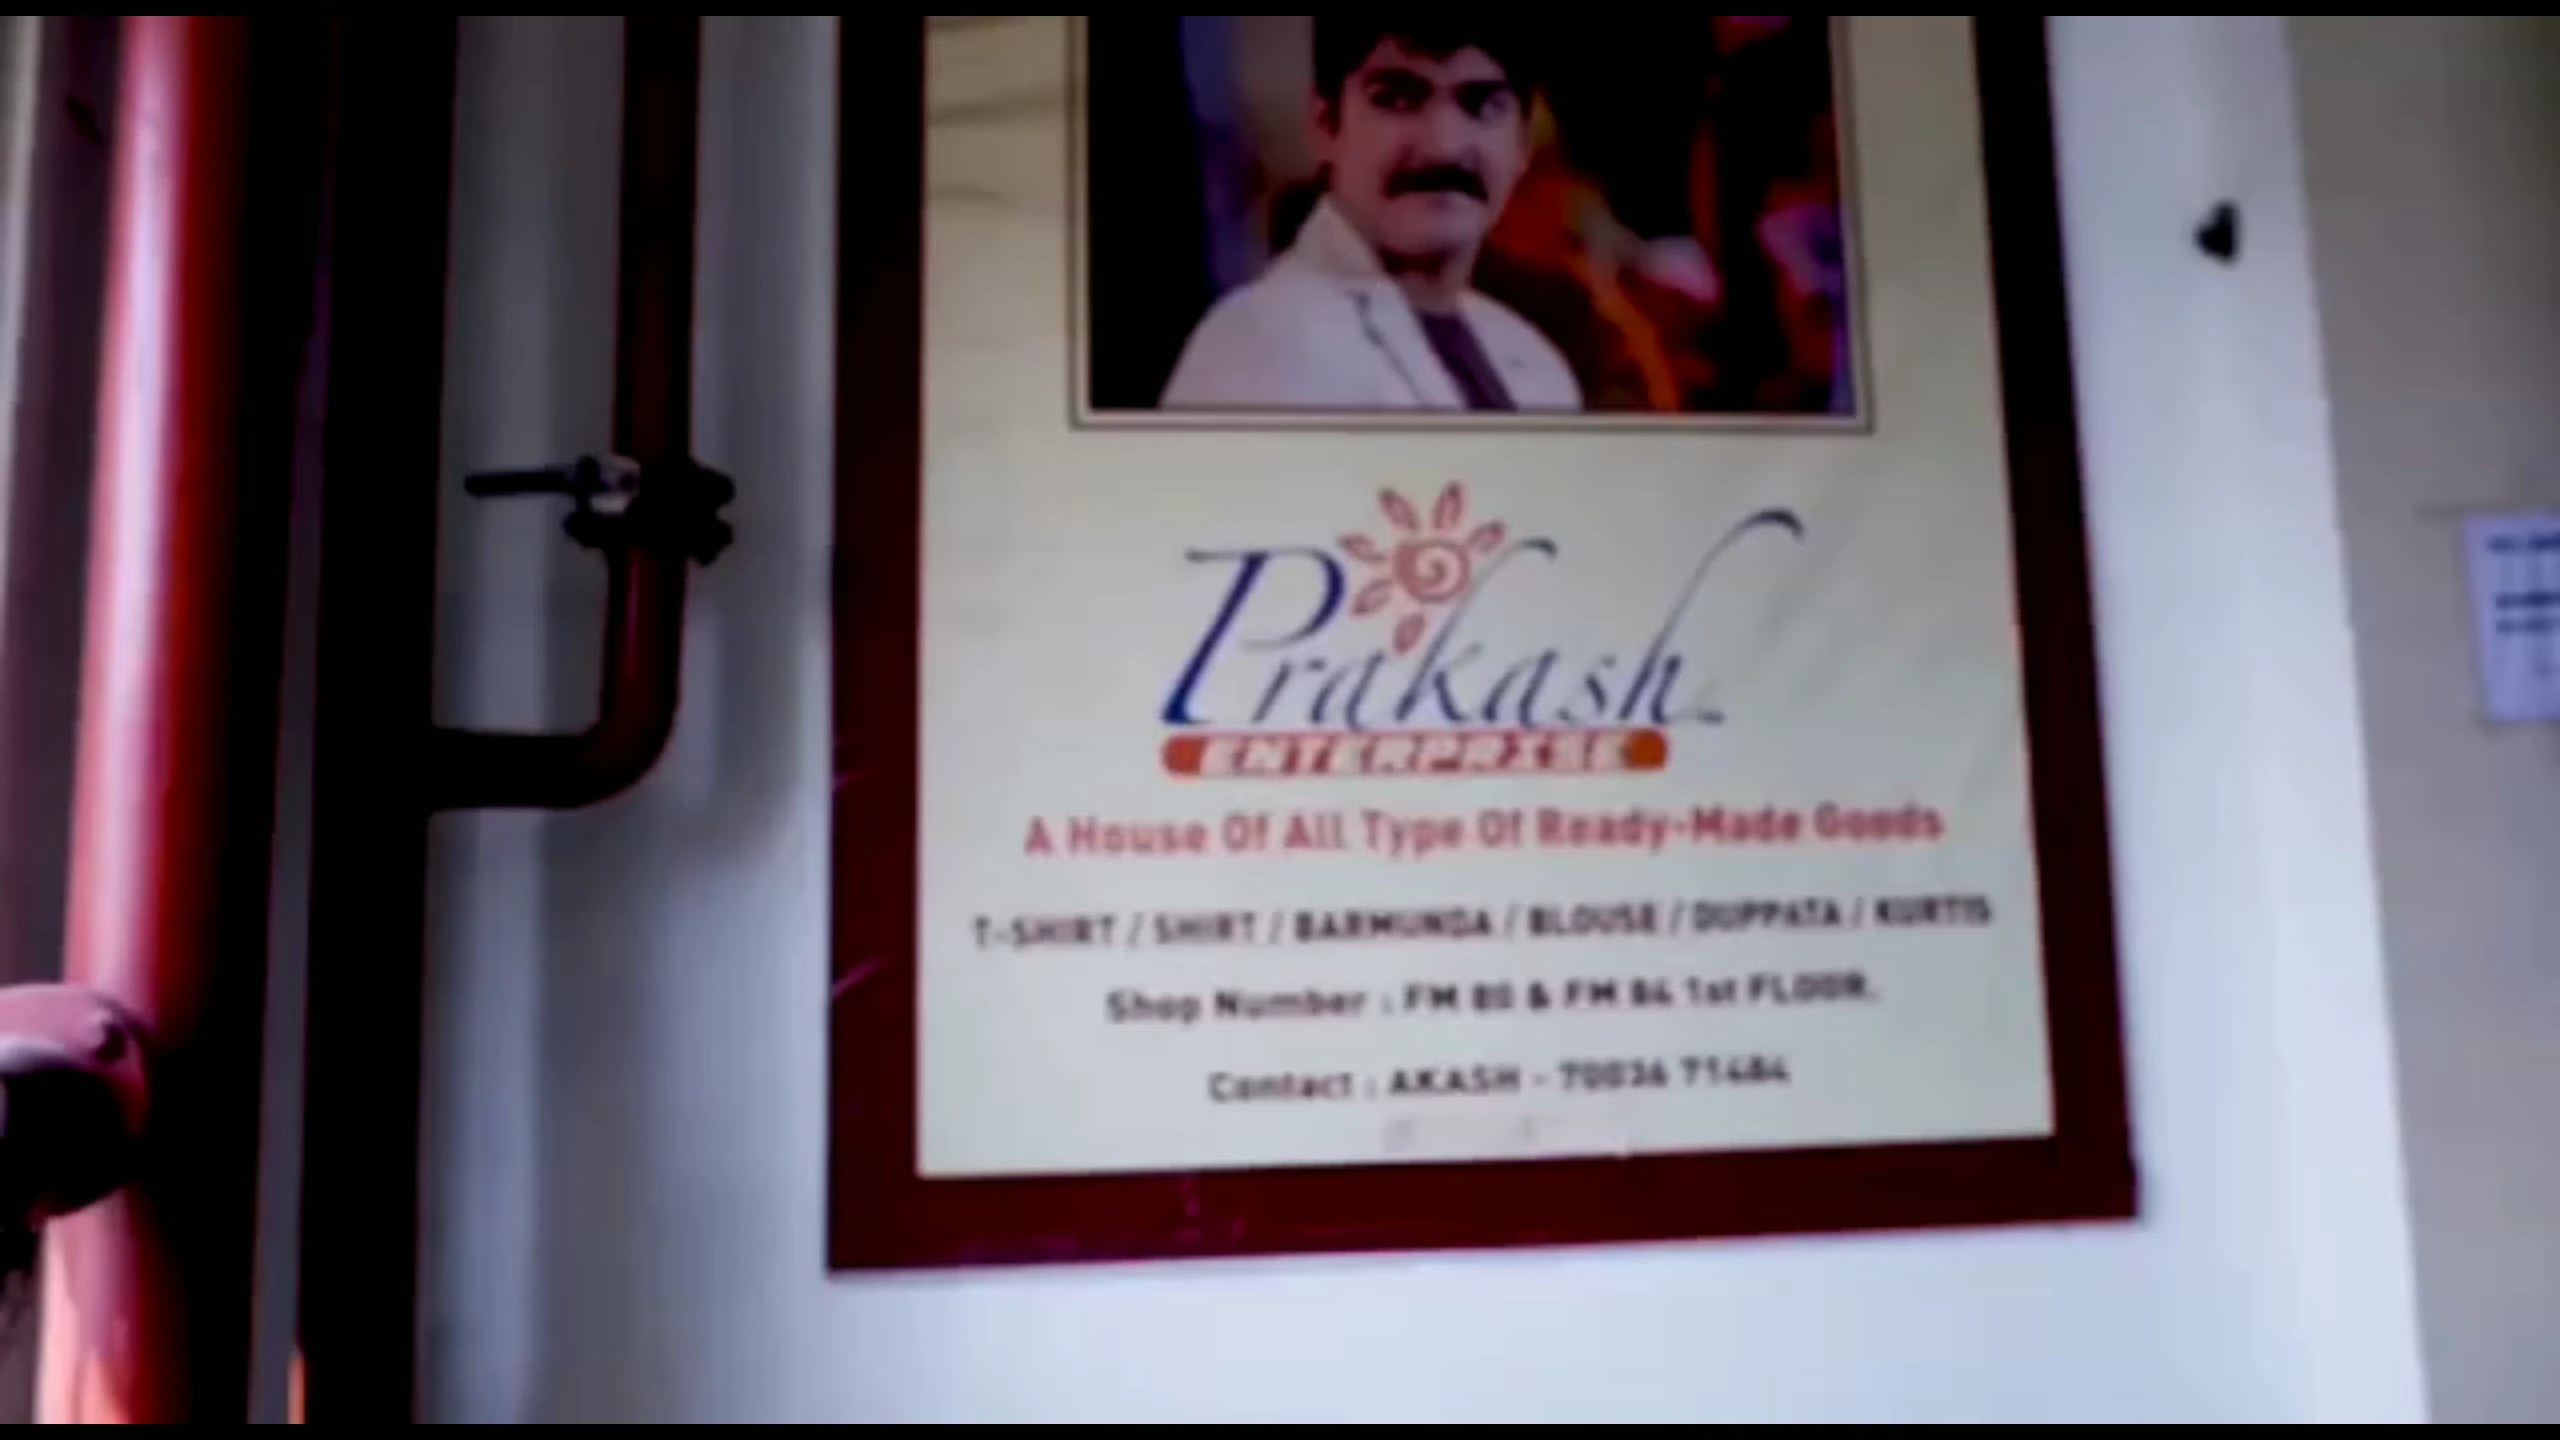 Prakash
ENTERPRISE
A House Of All Type Of Ready-Made Goods
T-SHIRT / SHIRT / BARMUNDA / BLOUSE / DUPPATA / KURTIS
Shop Number : FM 80 & FM 84 1st FLOOR.
Contact : AKASH - 70036 71484